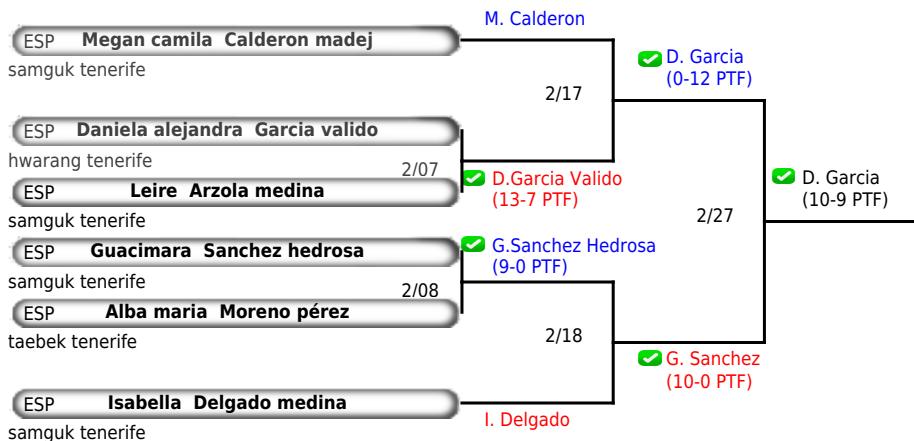 M. Calderon
ESP Megan camila Calderon madej
samguk tenerife
D. Garcia
(0-12 PTF)
2/17
ESP Daniela alejandra Garcia valido
hwarang tenerife
2/07
D.Garcia Valido
(13-7 PTF)
ESP Leire Arzola medina
samguk tenerife
D. Garcia
(10-9 PTF)
2/27
ESP Guacimara Sanchez hedrosa
samguk tenerife
G.Sanchez Hedrosa
(9-0 PTF)
2/08
ESP Alba maria Moreno pérez
taebek tenerife
2/18
G. Sanchez
(10-0 PTF)
ESP Isabella Delgado medina
samguk tenerife
I. Delgado